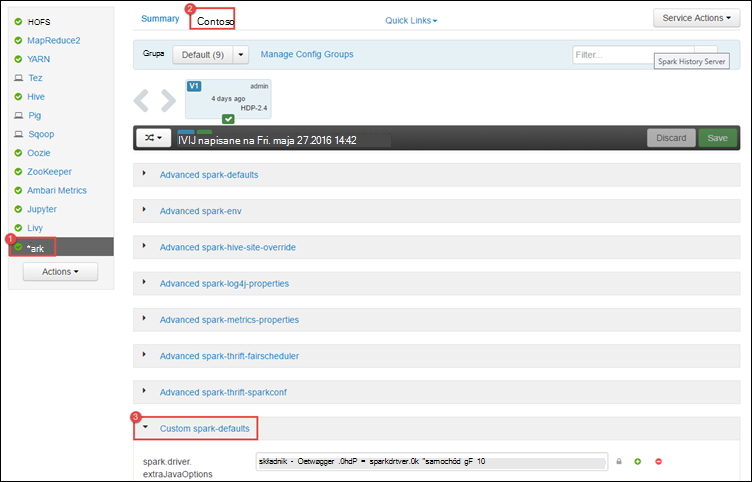 2
Summary
Contoso
Quick Links
Service Actions
HOFS
MapReduce2
YARN
Tez
Hive
Pig
Sqoop
Oozie
ZooKeeper
Ambari Metrics
Jupyter
Livy
1
"ark
Actions
Grupa
Default (9)
Manage Config Groups
Filter...
Spark History Server
V1
admin
4 days ago
HDP-2.4
IVIJ napisane na Fri. maja 27.2016 14:42
Discard
Save
Advanced spark-defaults
Advanced spark-env
Advanced spark-hive-site-override
Advanced spark-log4j-properties
Advanced spark-metrics-properties
Advanced spark-thrift-fairscheduler
Advanced spark-thrift-sparkconf
3
Custom spark-defaults
spark.driver.
extraJavaOptions
składnik - Oetwøgger .0hdP = sparkdrtver.0k "samochód gF 10